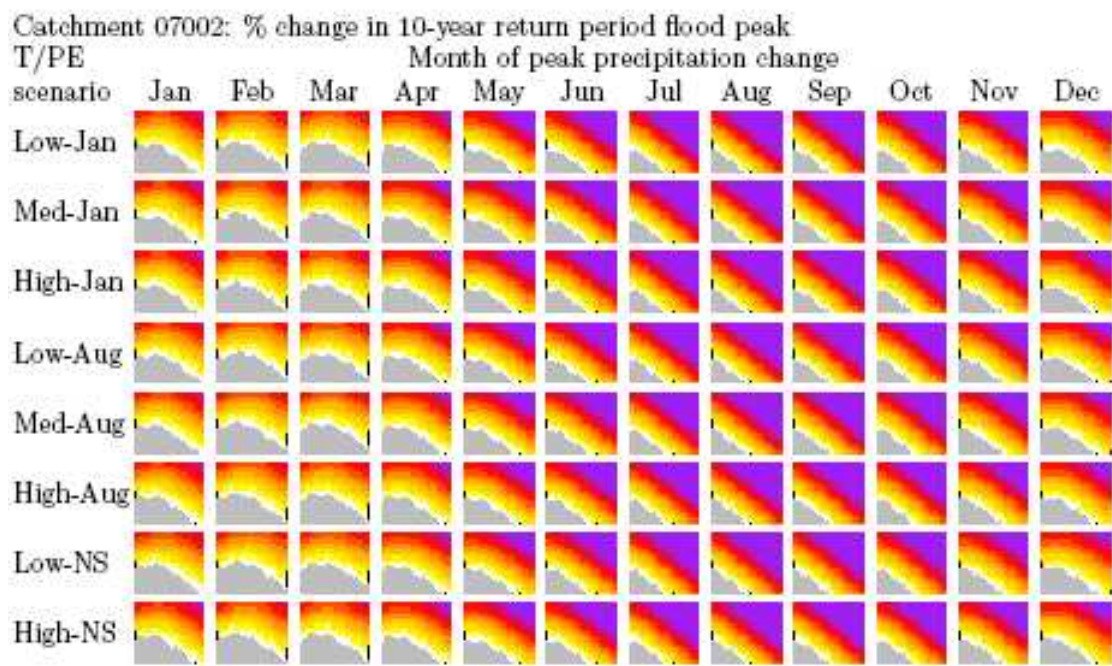 Catchment 07002: % change in 10-year return period flood peak
T/PE Month of peak precipitation change
scenario Jan Feb Mar Apr May Jun Jul Aug Sep Oct Nov Dec
Low-Jan
Med-Jan
High-Jan
Low-Aug
Med-Aug
High-Aug
Low-NS
High-NS